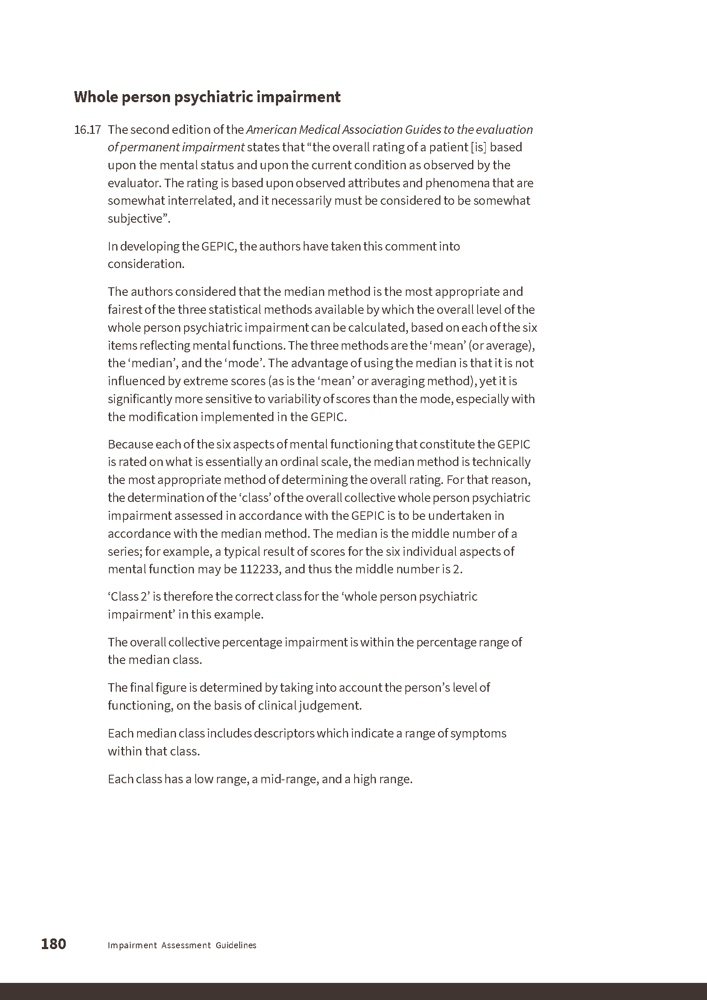 Whole person psychiatric impairment
16.17 The second edition of the American Medical Association Guides to the evaluation
of permanent impairment states that “the overall rating of a patient [is] based
upon the mental status and upon the current condition as observed by the
evaluator. The rating is based upon observed attributes and phenomena that are
somewhat interrelated, and it necessarily must be considered to be somewhat
subjective”.
In developing the GEPIC, the authors have taken this comment into
consideration.
The authors considered that the median method is the most appropriate and
fairest of the three statistical methods available by which the overall level of the
whole person psychiatric impairment can be calculated, based on each of the six
items reflecting mental functions. The three methods are the ‘mean’ (or average),
the ‘median’, and the ‘mode’. The advantage of using the median is that it is not
influenced by extreme scores (as is the ‘mean’ or averaging method), yet it is
significantly more sensitive to variability of scores than the mode, especially with
the modification implemented in the GEPIC.
Because each of the six aspects of mental functioning that constitute the GEPIC
is rated on what is essentially an ordinal scale, the median method is technically
the most appropriate method of determining the overall rating. For that reason,
the determination of the ‘class’ of the overall collective whole person psychiatric
impairment assessed in accordance with the GEPIC is to be undertaken in
accordance with the median method. The median is the middle number of a
series; for example, a typical result of scores for the six individual aspects of
mental function may be 112233, and thus the middle number is 2.
‘Class 2’ is therefore the correct class for the ‘whole person psychiatric
impairment’ in this example.
The overall collective percentage impairment is within the percentage range of
the median class.
The final figure is determined by taking into account the person’s level of
functioning, on the basis of clinical judgement.
Each median class includes descriptors which indicate a range of symptoms
within that class.
Each class has a low range, a mid-range, and a high range.
180 Impairment Assessment Guidelines